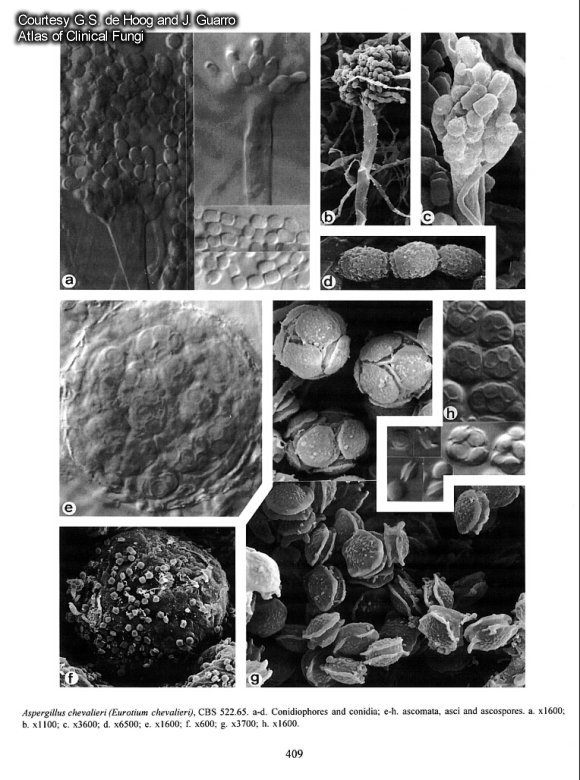 Courtesy G.S. de Hoog and J. Guarro
Atlas of Clinical Fungi
a
b
c
d
e
h
f
g
Aspergillus chevalieri (Eurotium chevalieri), CBS 522.65. a-d. Conidiophores and conidia; e-h. ascomata, asci and ascospores. a. x1600;
b. x1100; c. x3600; d. x6500; e. x1600; f. x600; g. x3700; h. x1600.
409